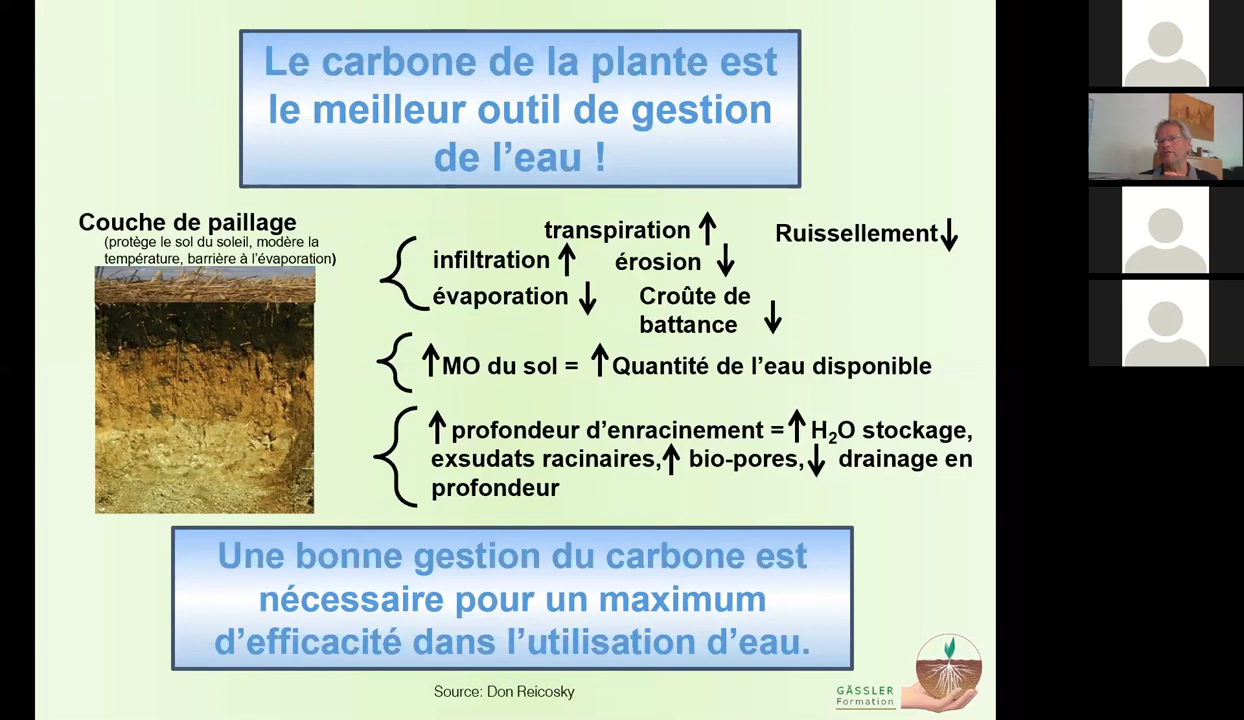 Le carbone de la plante est
le meilleur outil de gestion
de l’eau !
Couche de paillage
(protège le sol du soleil, modère la
température, barrière à l’évaporation)
transpiration ↑
Ruissellement ↓
infiltration ↑ érosion ↓
évaporation ↓ Croûte de
battance ↓
↑ MO du sol = ↑ Quantité de l’eau disponible
↑ profondeur d’enracinement = ↑ H₂O stockage,
exsudats racinaires, ↑ bio-pores, ↓ drainage en
profondeur
Une bonne gestion du carbone est
nécessaire pour un maximum
d’efficacité dans l’utilisation d’eau.
Source: Don Reicosky
GÄSSLER
Formation